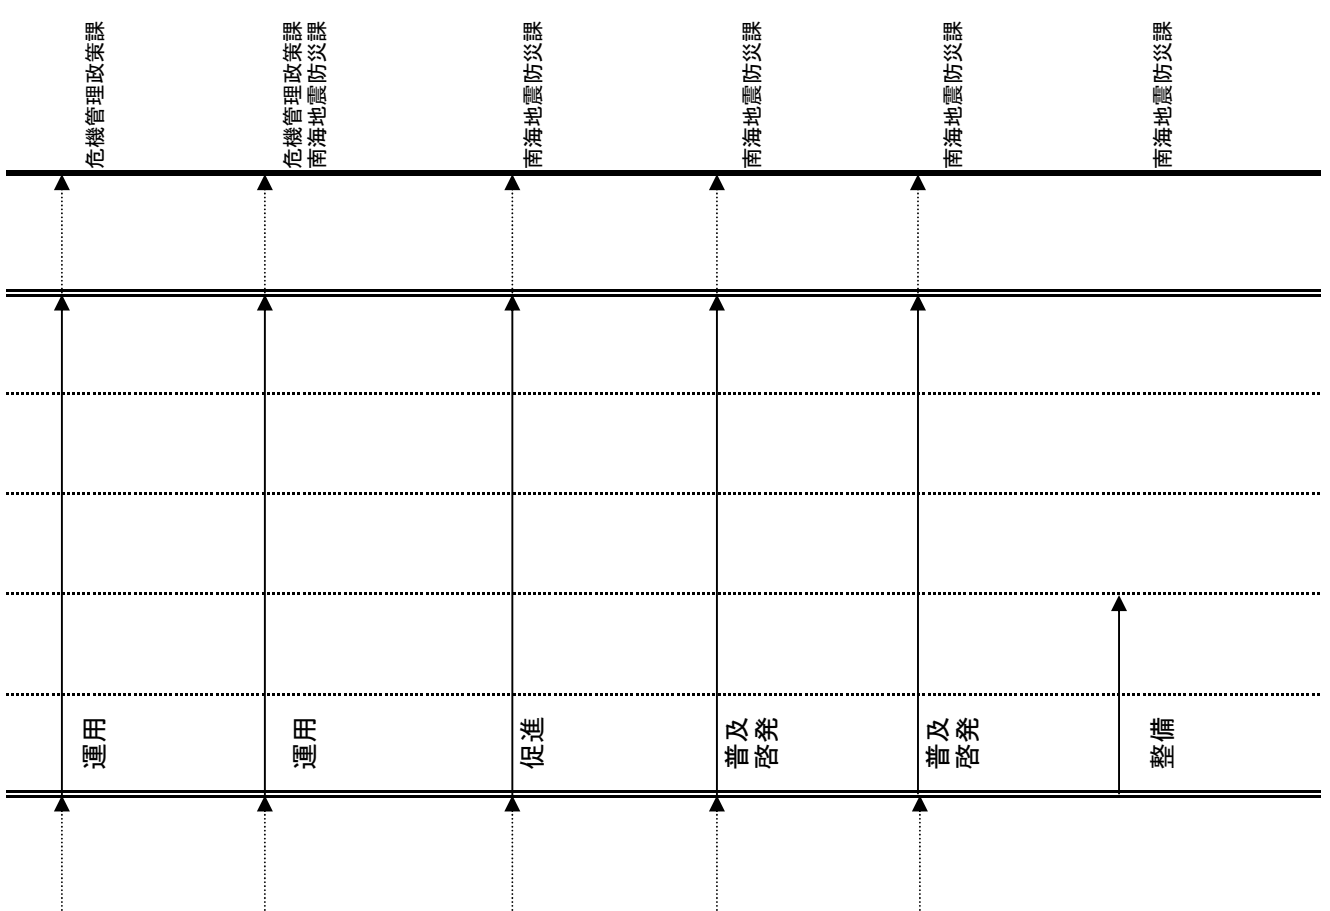 危機管理政策課
危機管理政策課
南海地震防災課
南海地震防災課
南海地震防災課
南海地震防災課
南海地震防災課
運用
運用
促進
普及
啓発
普及
啓発
整備